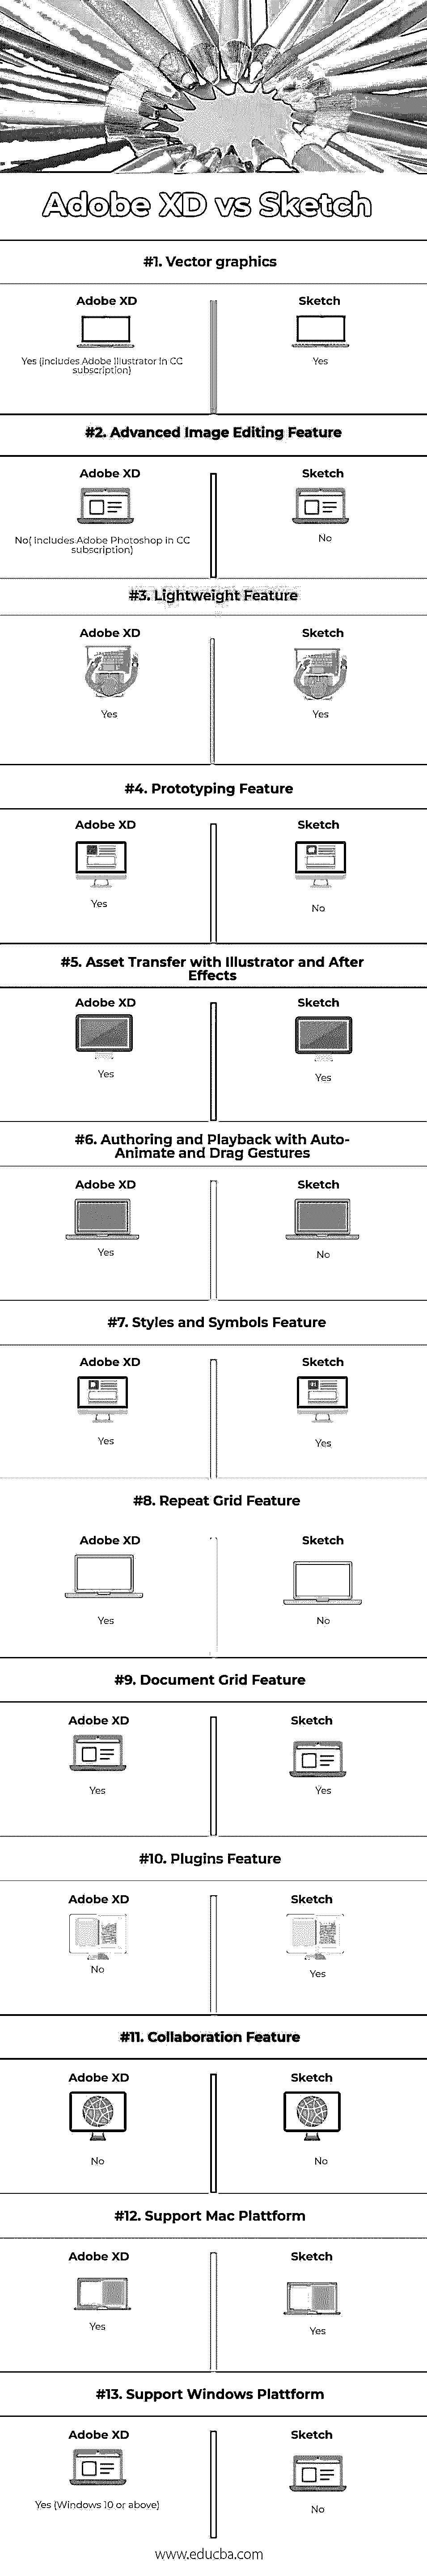 Adobe XD vs Sketch
#1. Vector graphics
Adobe XD
Sketch
Yes (includes Adobe Illustrator in CC
subscription)
Yes
#2. Advanced Image Editing Feature
Adobe XD
Sketch
No( Includes Adobe Photoshop in CC
subscription)
No
#3. Lightweight Feature
Adobe XD
Sketch
Yes
Yes
#4. Prototyping Feature
Adobe XD
Sketch
Yes
No
#5. Asset Transfer with Illustrator and After
Effects
Adobe XD
Sketch
Yes
Yes
#6. Authoring and Playback with Auto-
Animate and Drag Gestures
Adobe XD
Sketch
Yes
No
#7. Styles and Symbols Feature
Adobe XD
Sketch
Yes
Yes
#8. Repeat Grid Feature
Adobe XD
Sketch
Yes
No
#9. Document Grid Feature
Adobe XD
Sketch
Yes
Yes
#10. Plugins Feature
Adobe XD
Sketch
No
Yes
#11. Collaboration Feature
Adobe XD
Sketch
No
No
#12. Support Mac Plattform
Adobe XD
Sketch
Yes
Yes
#13. Support Windows Plattform
Adobe XD
Sketch
Yes (Windows 10 or above)
No
www.educba.com